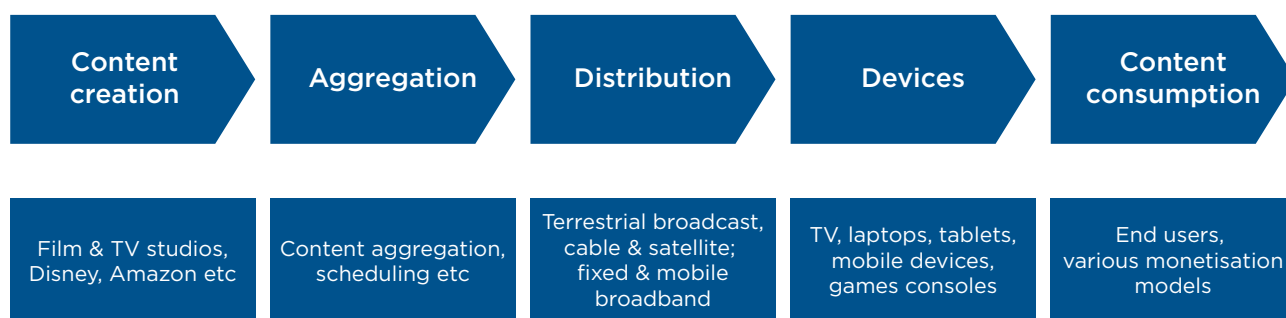 Content
creation
Aggregation
Distribution
Devices
Content
consumption
Film & TV studios,
Disney, Amazon etc
Content aggregation,
scheduling etc
Terrestrial broadcast,
cable & satellite;
fixed & mobile
broadband
TV, laptops, tablets,
mobile devices,
games consoles
End users,
various monetisation
models